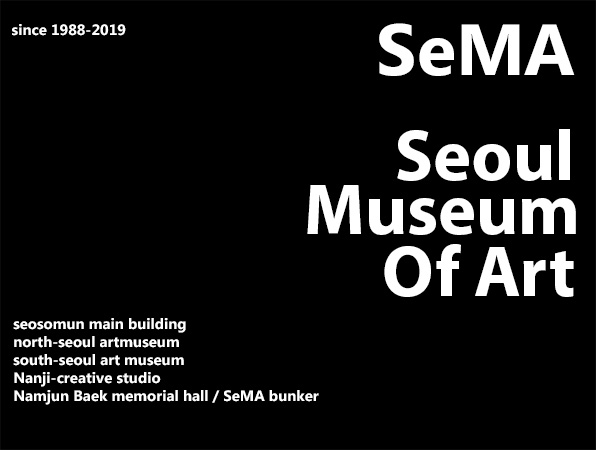 since 1988-2019
SeMA
Seoul
Museum
Of Art
seosomun main building
north-seoul artmuseum
south-seoul art museum
Nanji-creative studio
Namjun Baek memorial hall / SeMA bunker